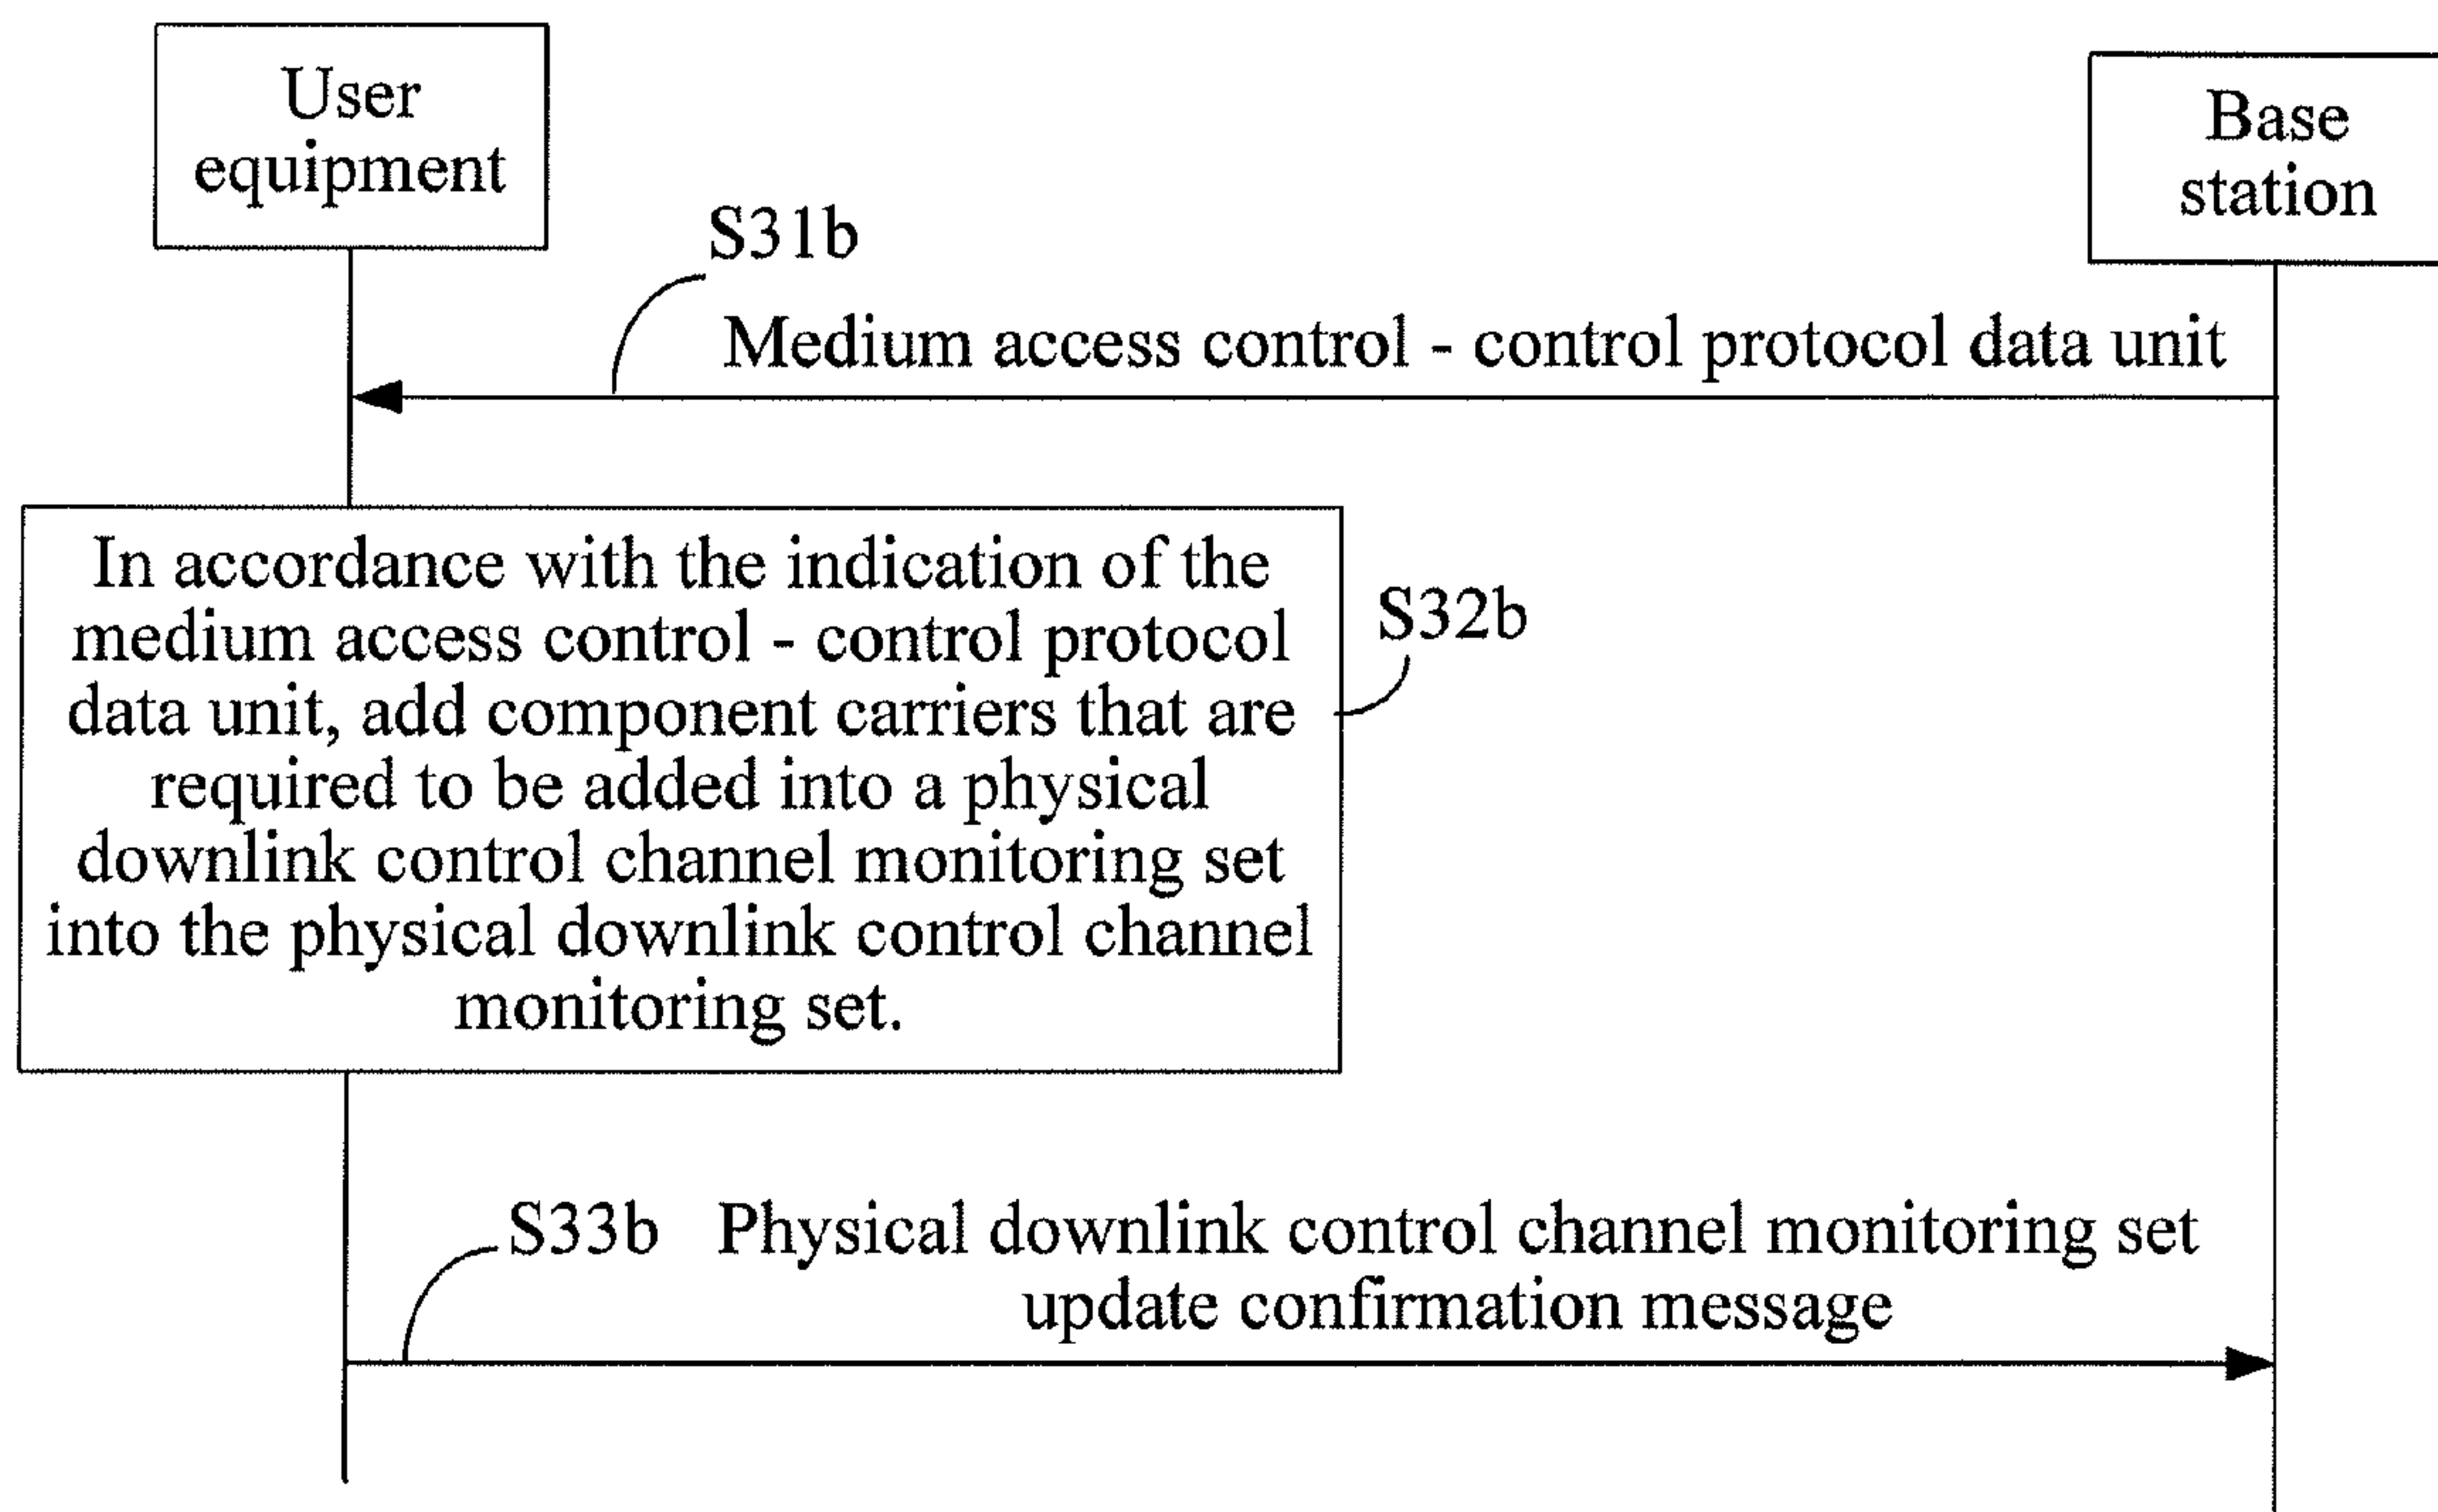 User
equipment
Base
station
S31b
Medium access control - control protocol data unit
In accordance with the indication of the
medium access control - control protocol
data unit, add component carriers that are
required to be added into a physical
downlink control channel monitoring set
into the physical downlink control channel
monitoring set.
S32b
S33b Physical downlink control channel monitoring set
update confirmation message